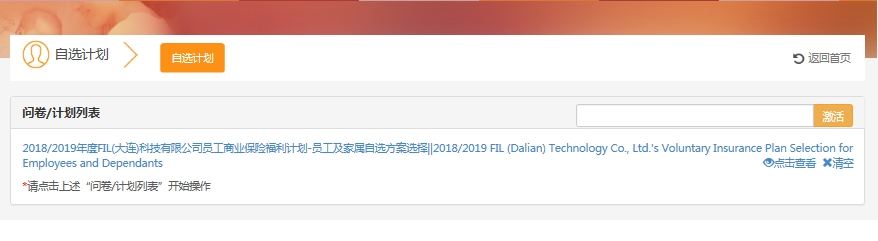 自选计划
自选计划
返回首页
问卷/计划列表
激活
2018/2019年度FIL(大连)科技有限公司员工商业保险福利计划-员工及家属自选方案选择||2018/2019 FIL (Dalian) Technology Co., Ltd.'s Voluntary Insurance Plan Selection for
Employees and Dependants
点击查看 清空
*请点击上述“问卷/计划列表”开始操作